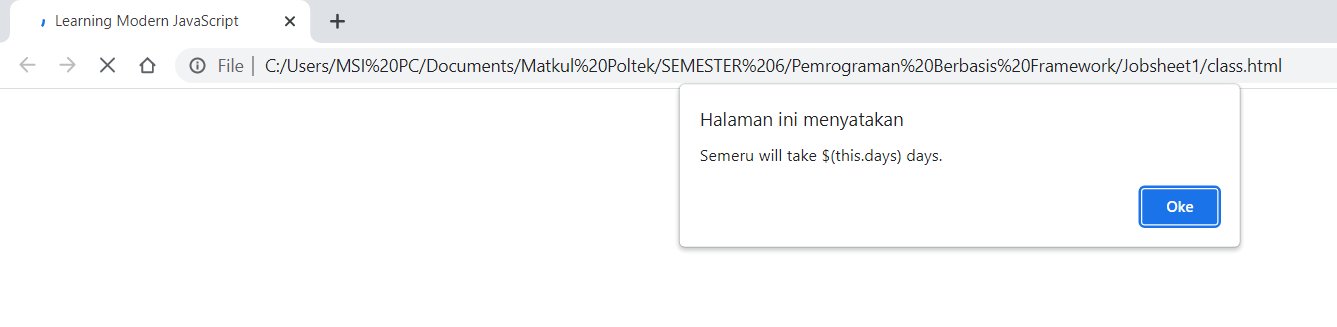 Learning Modern JavaScript
File | C:/Users/MSI%20PC/Documents/Matkul%20Poltek/SEMESTER%206/Pemrograman%20Berbasis%20Framework/Jobsheet1/class.html
Halaman ini menyatakan
Semeru will take $(this.days) days.
Oke